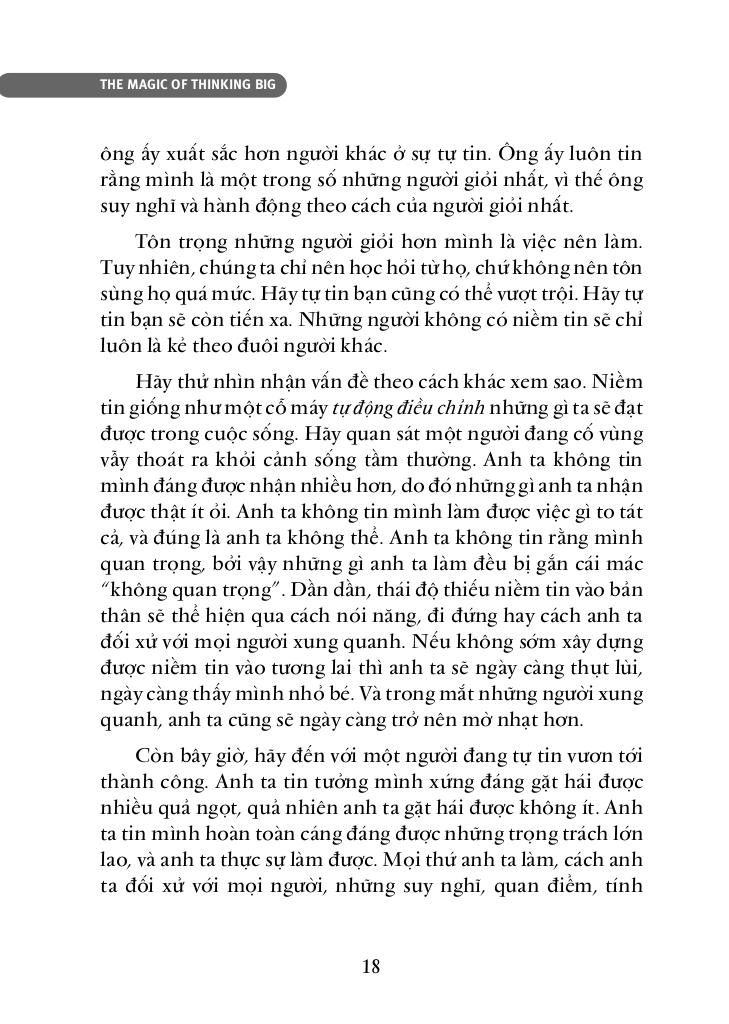 THE MAGIC OF THINKING BIG
ông ấy xuất sắc hơn người khác ở sự tự tin. Ông ấy luôn tin
rằng mình là một trong số những người giỏi nhất, vì thế ông
suy nghĩ và hành động theo cách của người giỏi nhất.
Tôn trọng những người giỏi hơn mình là việc nên làm.
Tuy nhiên, chúng ta chỉ nên học hỏi từ họ, chứ không nên tôn
sùng họ quá mức. Hãy tự tin bạn cũng có thể vượt trội. Hãy tự
tin bạn sẽ còn tiến xa. Những người không có niềm tin sẽ chỉ
luôn là kẻ theo đuôi người khác.
Hãy thử nhìn nhận vấn đề theo cách khác xem sao. Niềm
tin giống như một cỗ máy tự động điều chỉnh những gì ta sẽ đạt
được trong cuộc sống. Hãy quan sát một người đang cố vùng
vẫy thoát ra khỏi cảnh sống tầm thường. Anh ta không tin
mình đáng được nhận nhiều hơn, do đó những gì anh ta nhận
được thật ít ỏi. Anh ta không tin mình làm được việc gì to tát
cả, và đúng là anh ta không thể. Anh ta không tin rằng mình
quan trọng, bởi vậy những gì anh ta làm đều bị gắn cái mác
“không quan trọng”. Dần dần, thái độ thiếu niềm tin vào bản
thân sẽ thể hiện qua cách nói năng, đi đứng hay cách anh ta
đối xử với mọi người xung quanh. Nếu không sớm xây dựng
được niềm tin vào tương lai thì anh ta sẽ ngày càng thụt lùi,
ngày càng thấy mình nhỏ bé. Và trong mắt những người xung
quanh, anh ta cũng sẽ ngày càng trở nên mờ nhạt hơn.
Còn bây giờ, hãy đến với một người đang tự tin vươn tới
thành công. Anh ta tin tưởng mình xứng đáng gặt hái được
nhiều quả ngọt, quả nhiên anh ta gặt hái được không ít. Anh
ta tin mình hoàn toàn cáng đáng được những trọng trách lớn
lao, và anh ta thực sự làm được. Mọi thứ anh ta làm, cách anh
ta đối xử với mọi người, những suy nghĩ, quan điểm, tính
18